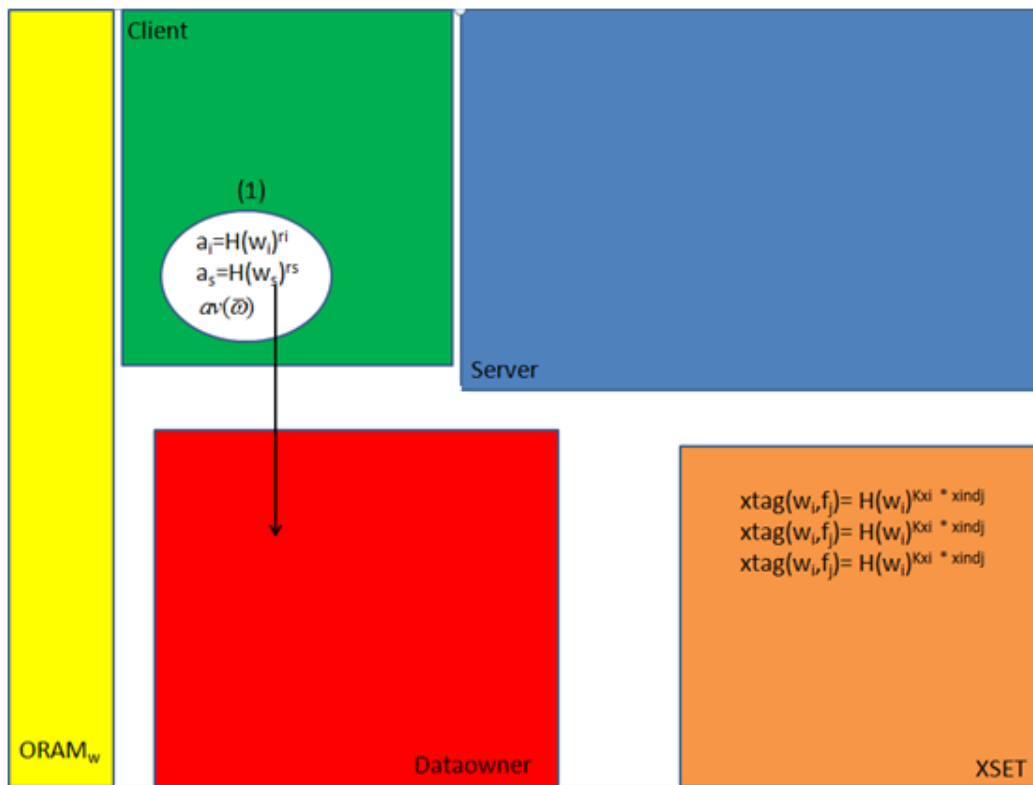 Client
(1)
aᵢ=H(wᵢ)ʳⁱ
aₛ=H(wₛ)ʳˢ
av(ω̄)
Server
xtag(wᵢ,fⱼ)= H(wᵢ)ᴷˣⁱ * ˣⁱⁿᵈʲ
xtag(wᵢ,fⱼ)= H(wᵢ)ᴷˣⁱ * ˣⁱⁿᵈʲ
xtag(wᵢ,fⱼ)= H(wᵢ)ᴷˣⁱ * ˣⁱⁿᵈʲ
ORAMw
Dataowner
XSET